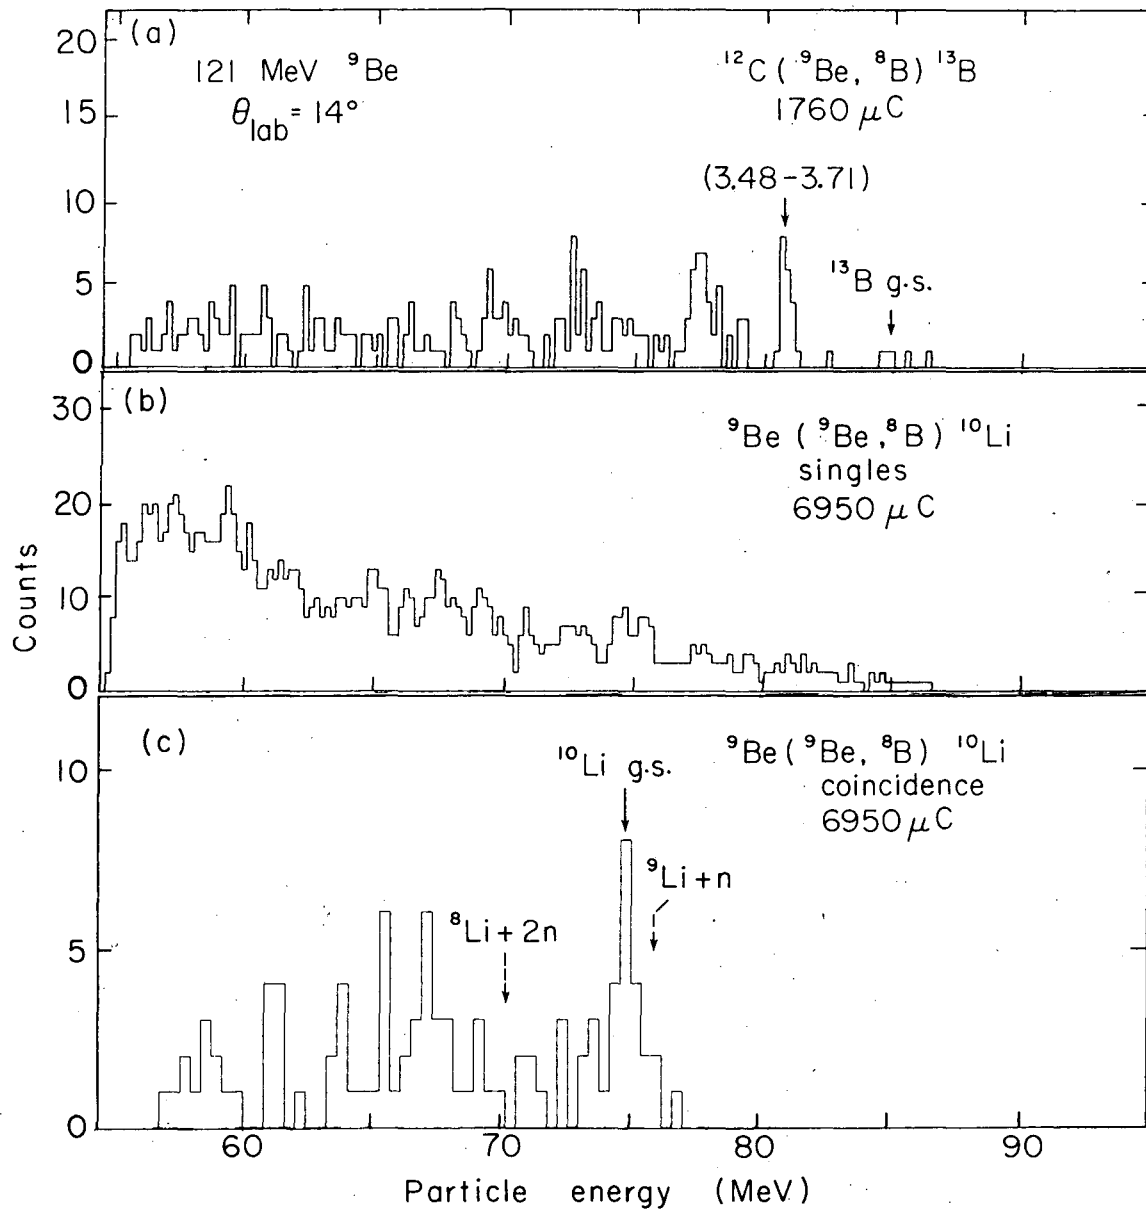 (a)
121 MeV ⁹Be
θlab = 14°
¹²C(⁹Be, ⁸B)¹³B
1760 μC
(3.48-3.71)
¹³B g.s.
20
15
10
5
0
(b)
⁹Be (⁹Be, ⁸B) ¹⁰Li
singles
6950 μC
30
20
10
0
Counts
(c)
⁹Be(⁹Be, ⁸B) ¹⁰Li
coincidence
6950 μC
¹⁰Li g.s.
⁹Li+n
⁸Li+2n
10
5
0
60 70 80 90
Particle energy (MeV)